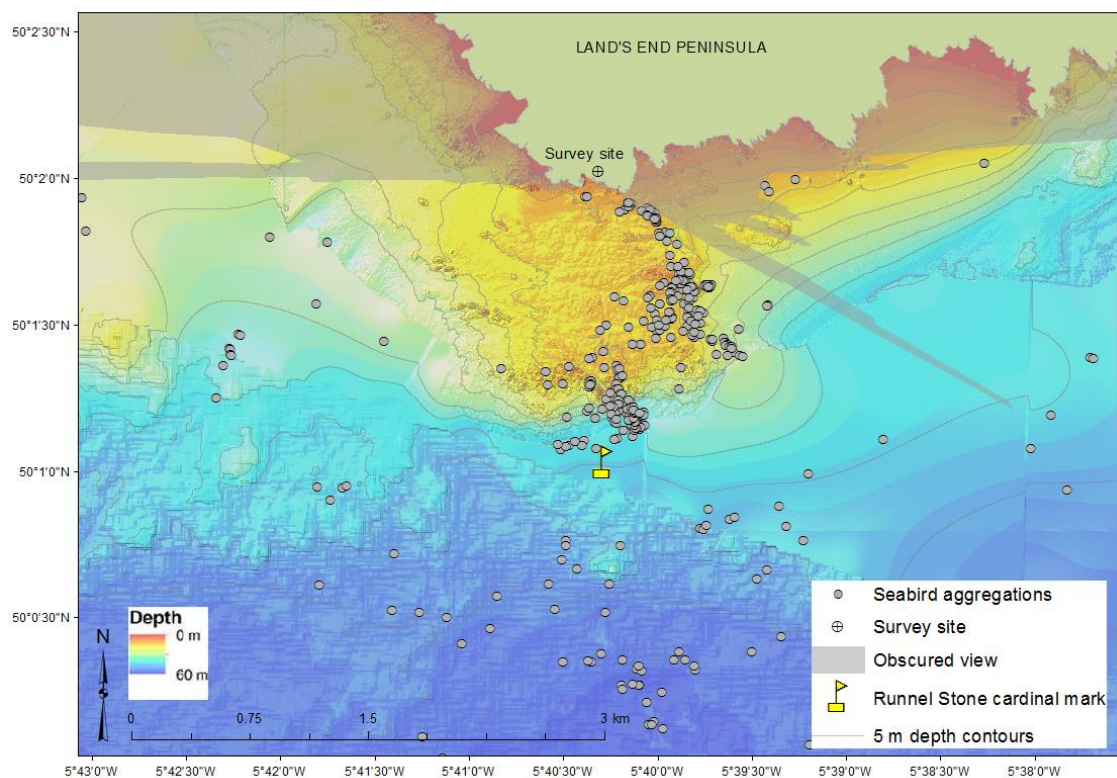 50°2'30"N
LAND'S END PENINSULA
Survey site
50°2'0"N
50°1'30"N
50°1'0"N
50°0'30"N
Depth
0 m
60 m
N
0 0.75 1.5 3 km
Seabird aggregations
Survey site
Obscured view
Runnel Stone cardinal mark
5 m depth contours
5°43'0"W 5°42'30"W 5°42'0"W 5°41'30"W 5°41'0"W 5°40'30"W 5°40'0"W 5°39'30"W 5°39'0"W 5°38'30"W 5°38'0"W